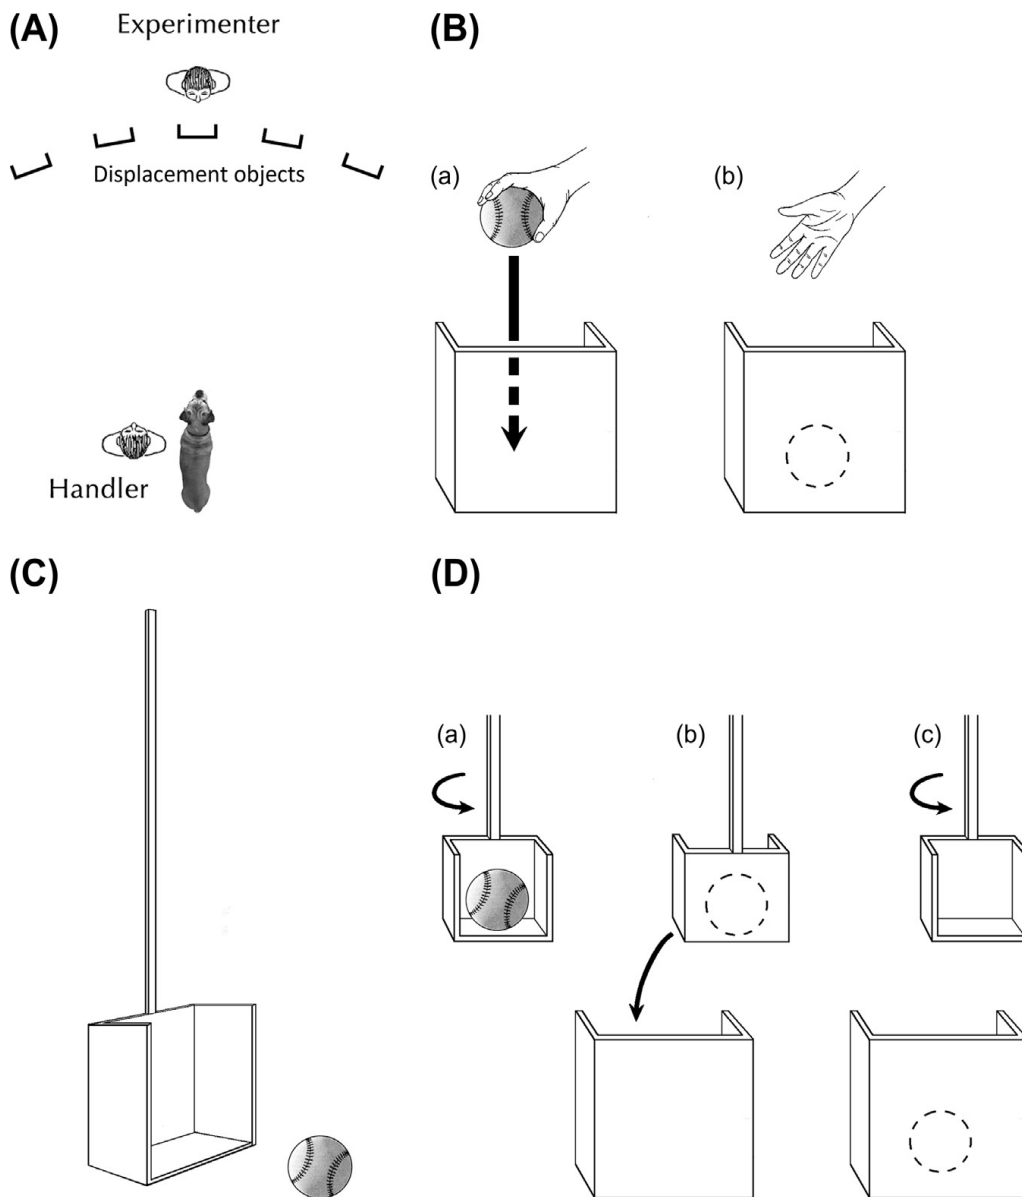 (A)
Experimenter
Displacement objects
Handler
(B)
(a)
(b)
(C)
(D)
(a)
(b)
(c)